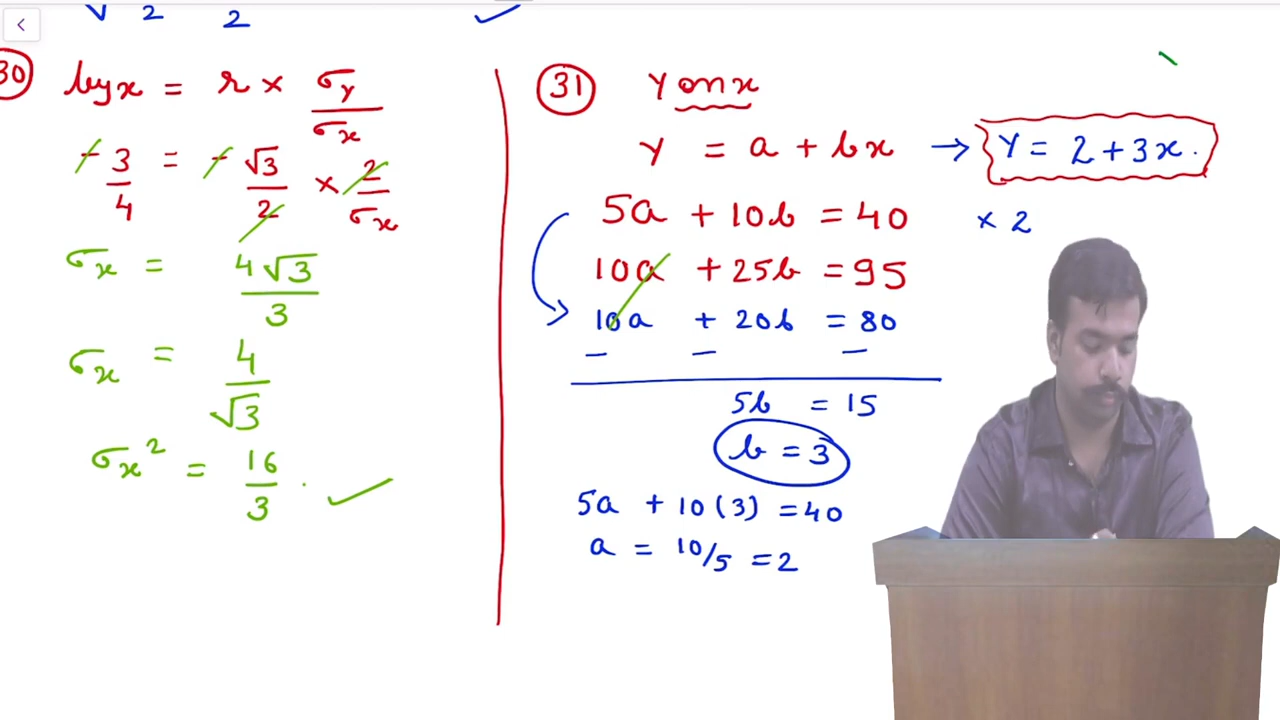 √ 2 2
30 byx = r × σy/σx
-3/4 = -√3/2 × 2/σx
σx = 4√3/3
σx = 4/√3
σx² = 16/3 .
31 Y on x
Y = a + bx → Y = 2 + 3x .
5a + 10b = 40 × 2
10a + 25b = 95
10a + 20b = 80
— — —
5b = 15
b = 3
5a + 10 (3) = 40
a = 10/5 = 2